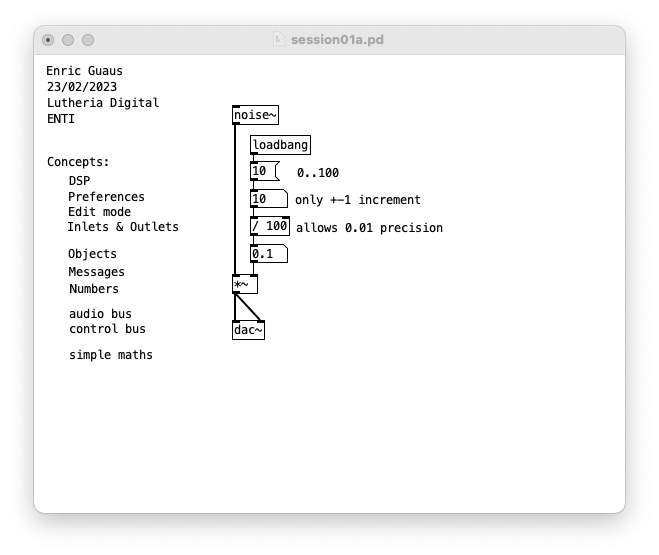 session01a.pd
Enric Guaus
23/02/2023
Lutheria Digital
ENTI
Concepts:
DSP
Preferences
Edit mode
Inlets & Outlets
Objects
Messages
Numbers
audio bus
control bus
simple maths
noise~
loadbang
10
0..100
10
only +-1 increment
/ 100
allows 0.01 precision
0.1
*~
dac~